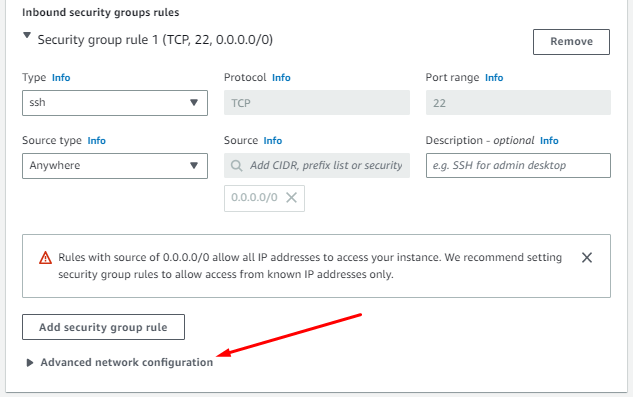 Inbound security groups rules
Security group rule 1 (TCP, 22, 0.0.0.0/0)
Remove
Type Info
Protocol Info
Port range Info
ssh
TCP
22
Source type Info
Source Info
Description - optional Info
Anywhere
Add CIDR, prefix list or security
e.g. SSH for admin desktop
0.0.0.0/0
Rules with source of 0.0.0.0/0 allow all IP addresses to access your instance. We recommend setting
security group rules to allow access from known IP addresses only.
Add security group rule
Advanced network configuration